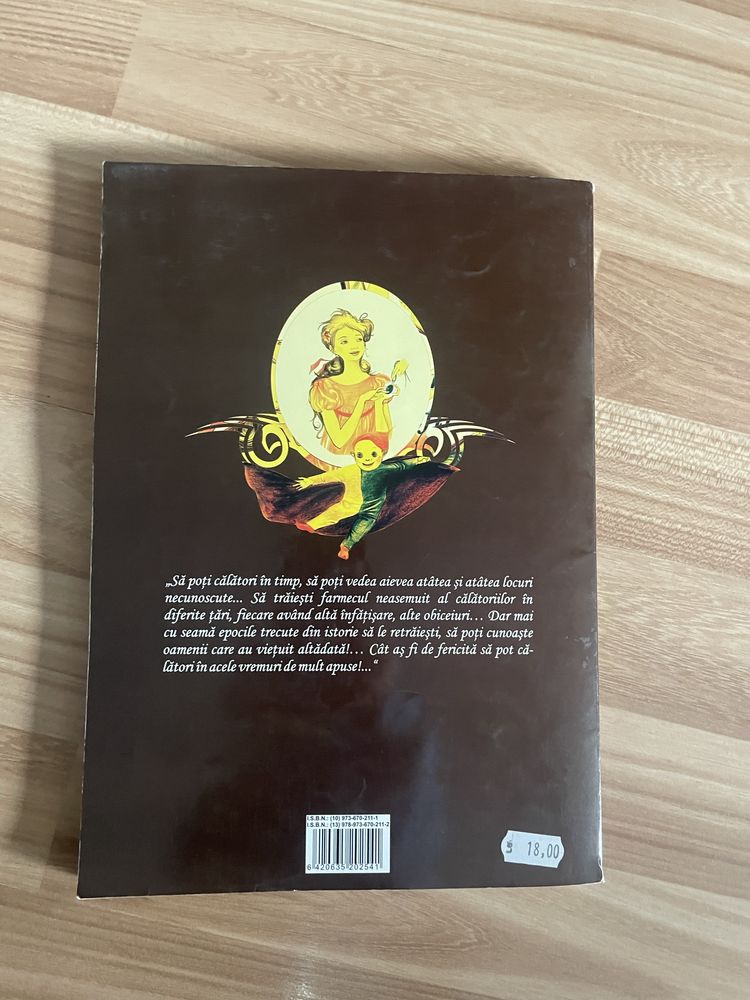 „Să poți călători în timp, să poți vedea aievea atâtea și atâtea locuri
necunoscute... Să trăiești farmecul neasemuit al călătoriilor în
diferite țări, fiecare având altă înfățișare, alte obiceiuri… Dar mai
cu seamă epocile trecute din istorie să le retrăiești, să poți cunoaște
oamenii care au viețuit altădată!… Cât aș fi de fericită să pot că-
lători în acele vremuri de mult apuse!...“
I.S.B.N.: (10) 973-670-211-1
I.S.B.N.: (13) 978-973-670-211-2
6 420635 202541
18,00